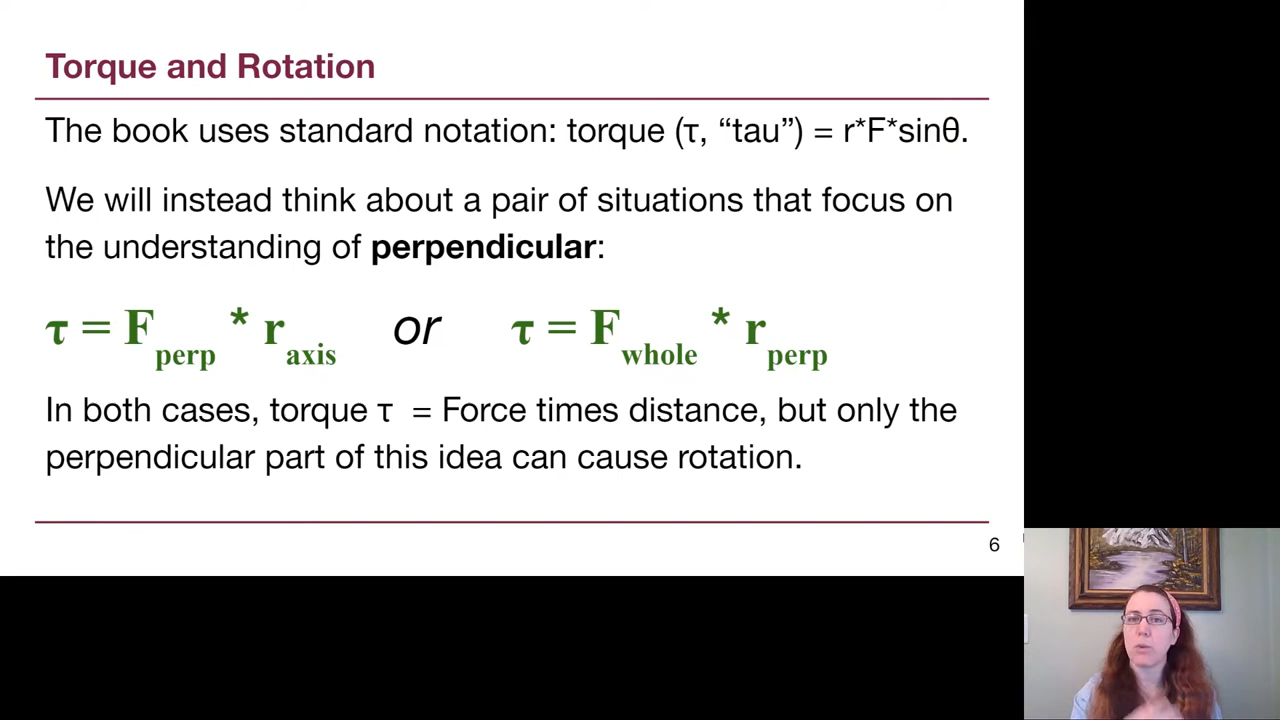 Torque and Rotation
The book uses standard notation: torque (τ, “tau”) = r*F*sinθ.
We will instead think about a pair of situations that focus on
the understanding of perpendicular:
τ = Fperp * raxis or τ = Fwhole * rperp
In both cases, torque τ = Force times distance, but only the
perpendicular part of this idea can cause rotation.
6